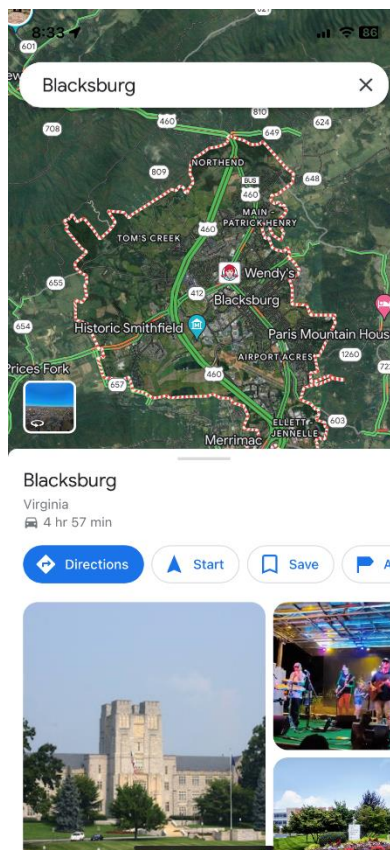 8:33
86
601
Blacksburg
460
810
624
708
649
NORTHEND
809
648
BUS
460
MAIN -
PATRICK HENRY
460
TOM'S CREEK
Wendy's
655
412
Blacksburg
654
Historic Smithfield
Paris Mountain Hous
Prices Fork
AIRPORT ACRES
1260
460
657
ELLETT -
JENNELLE
603
Merrimac
Blacksburg
Virginia
4 hr 57 min
Directions
Start
Save
A